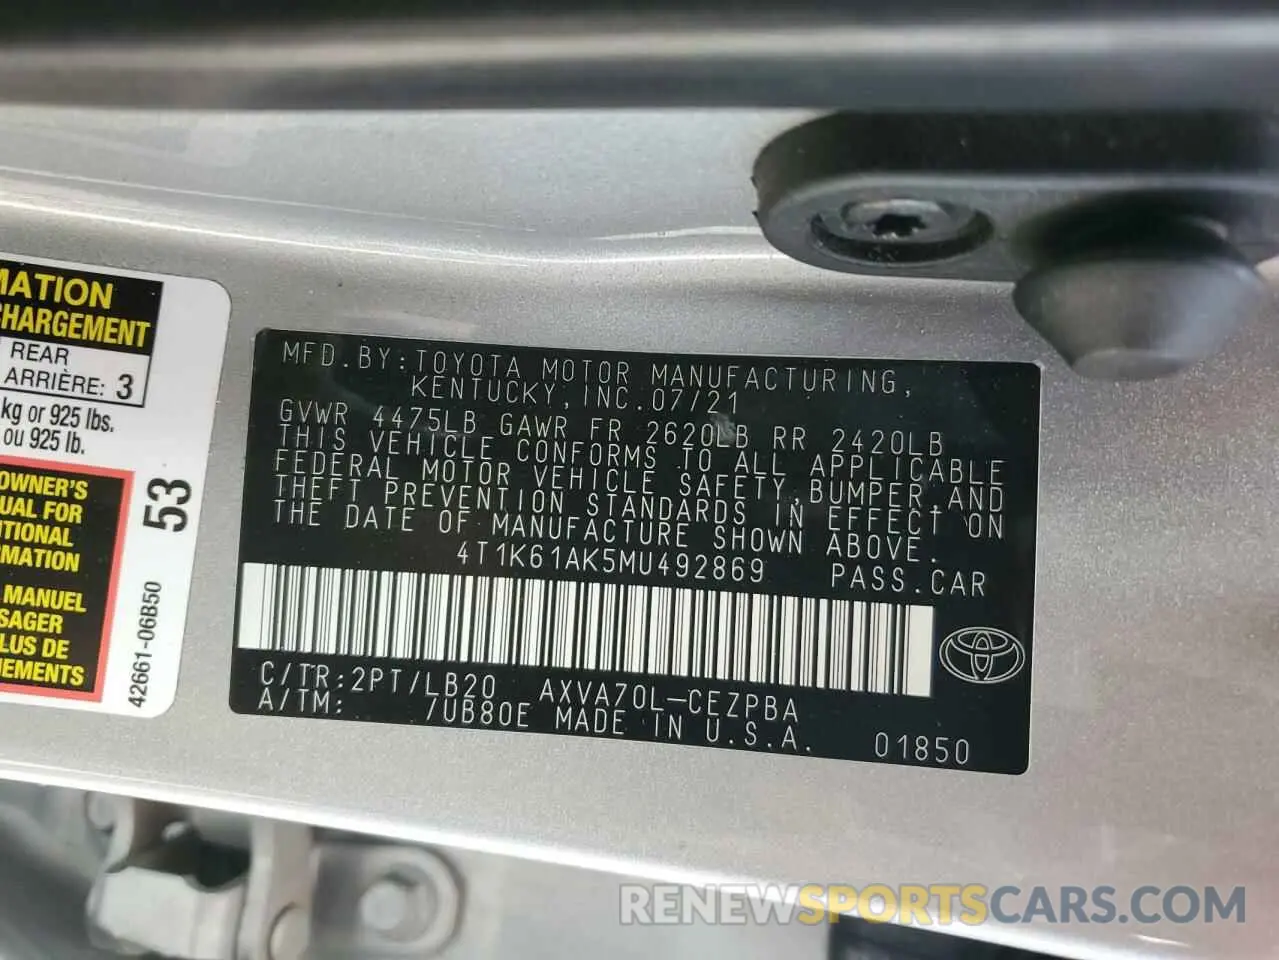 MATION
CHARGEMENT
REAR
ARRIÈRE: 3
kg or 925 lbs.
ou 925 lb.
OWNER'S
UAL FOR
ITIONAL
RMATION
MANUEL
SAGER
LUS DE
NEMENTS
53
42661-06B50
MFD.BY:TOYOTA MOTOR MANUFACTURING,
KENTUCKY,INC.07/21
GVWR 4475LB GAWR FR 2620LB RR 2420LB
THIS VEHICLE CONFORMS TO ALL APPLICABLE
FEDERAL MOTOR VEHICLE SAFETY,BUMPER,AND
THEFT PREVENTION STANDARDS IN EFFECT ON
THE DATE OF MANUFACTURE SHOWN ABOVE.
4T1K61AK5MU492869 PASS.CAR
C/TR:2PT/LB20 AXVA70L-CEZPBA
A/TM: /UB80E MADE IN U.S.A. 01850
RENEWSPORTSCARS.COM